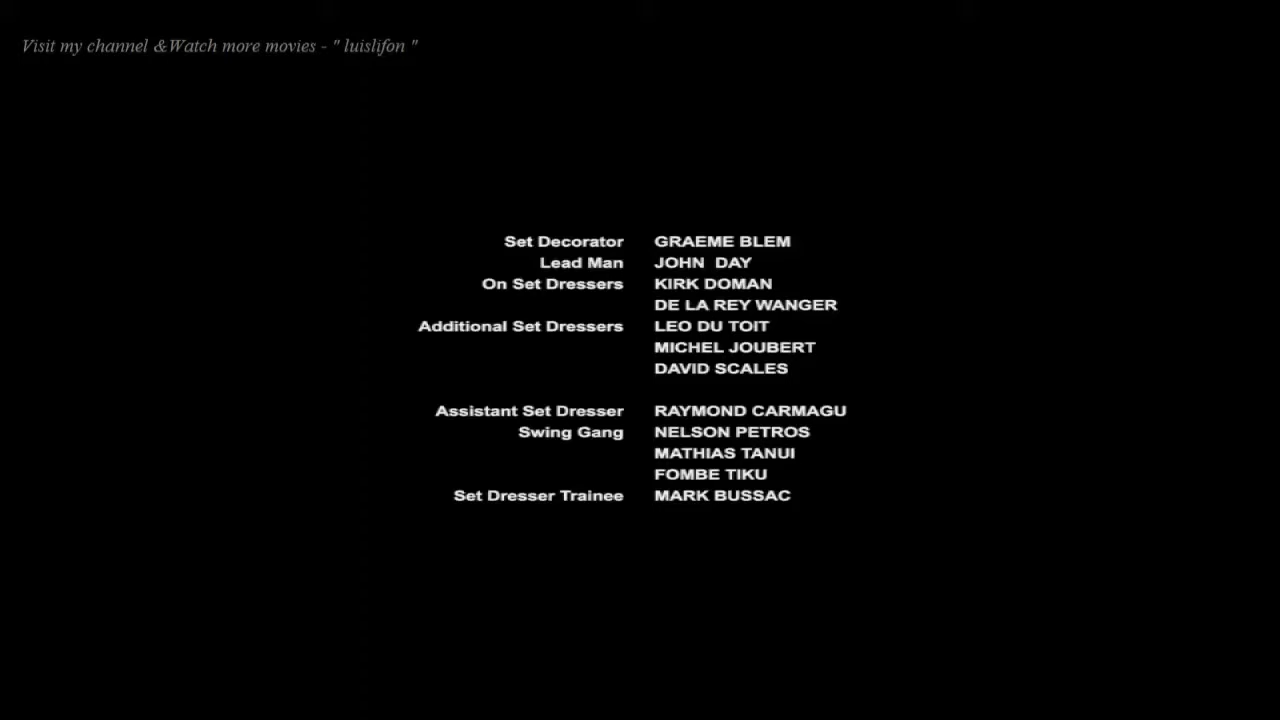 Visit my channel &Watch more movies - " luislifon "
Set Decorator GRAEME BLEM
Lead Man JOHN DAY
On Set Dressers KIRK DOMAN
DE LA REY WANGER
Additional Set Dressers LEO DU TOIT
MICHEL JOUBERT
DAVID SCALES
Assistant Set Dresser RAYMOND CARMAGU
Swing Gang NELSON PETROS
MATHIAS TANUI
FOMBE TIKU
Set Dresser Trainee MARK BUSSAC